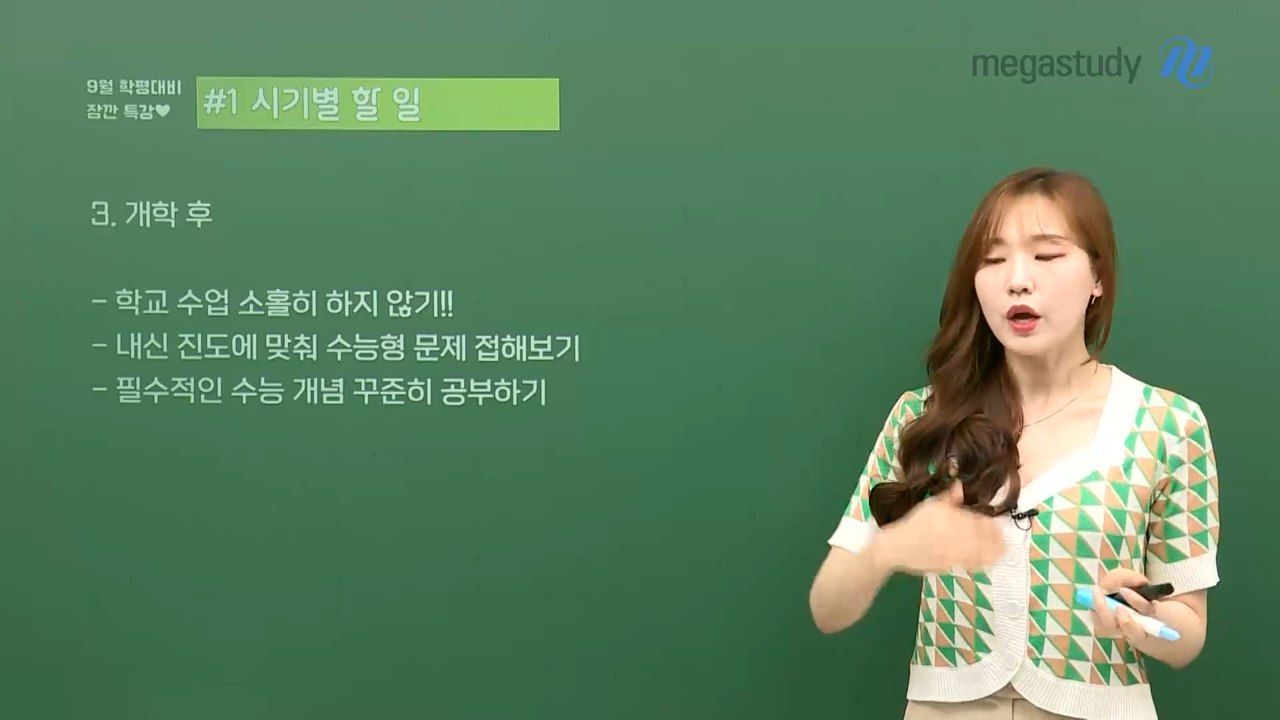 9월 학평대비
잠깐 특강♥
#1 시기별 할 일
megastudy
3. 개학 후
- 학교 수업 소홀히 하지 않기!!
- 내신 진도에 맞춰 수능형 문제 접해보기
- 필수적인 수능 개념 꾸준히 공부하기